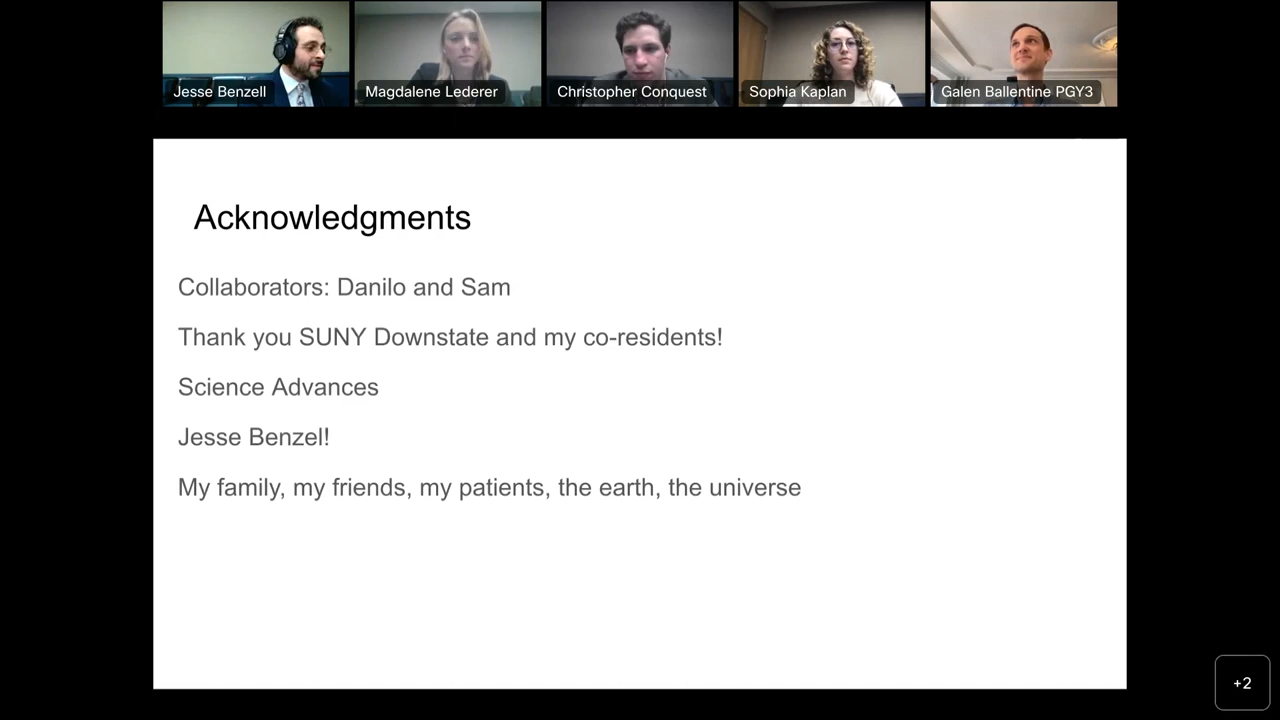 Jesse Benzell
Magdalene Lederer
Christopher Conquest
Sophia Kaplan
Galen Ballentine PGY3
Acknowledgments
Collaborators: Danilo and Sam
Thank you SUNY Downstate and my co-residents!
Science Advances
Jesse Benzel!
My family, my friends, my patients, the earth, the universe
+2